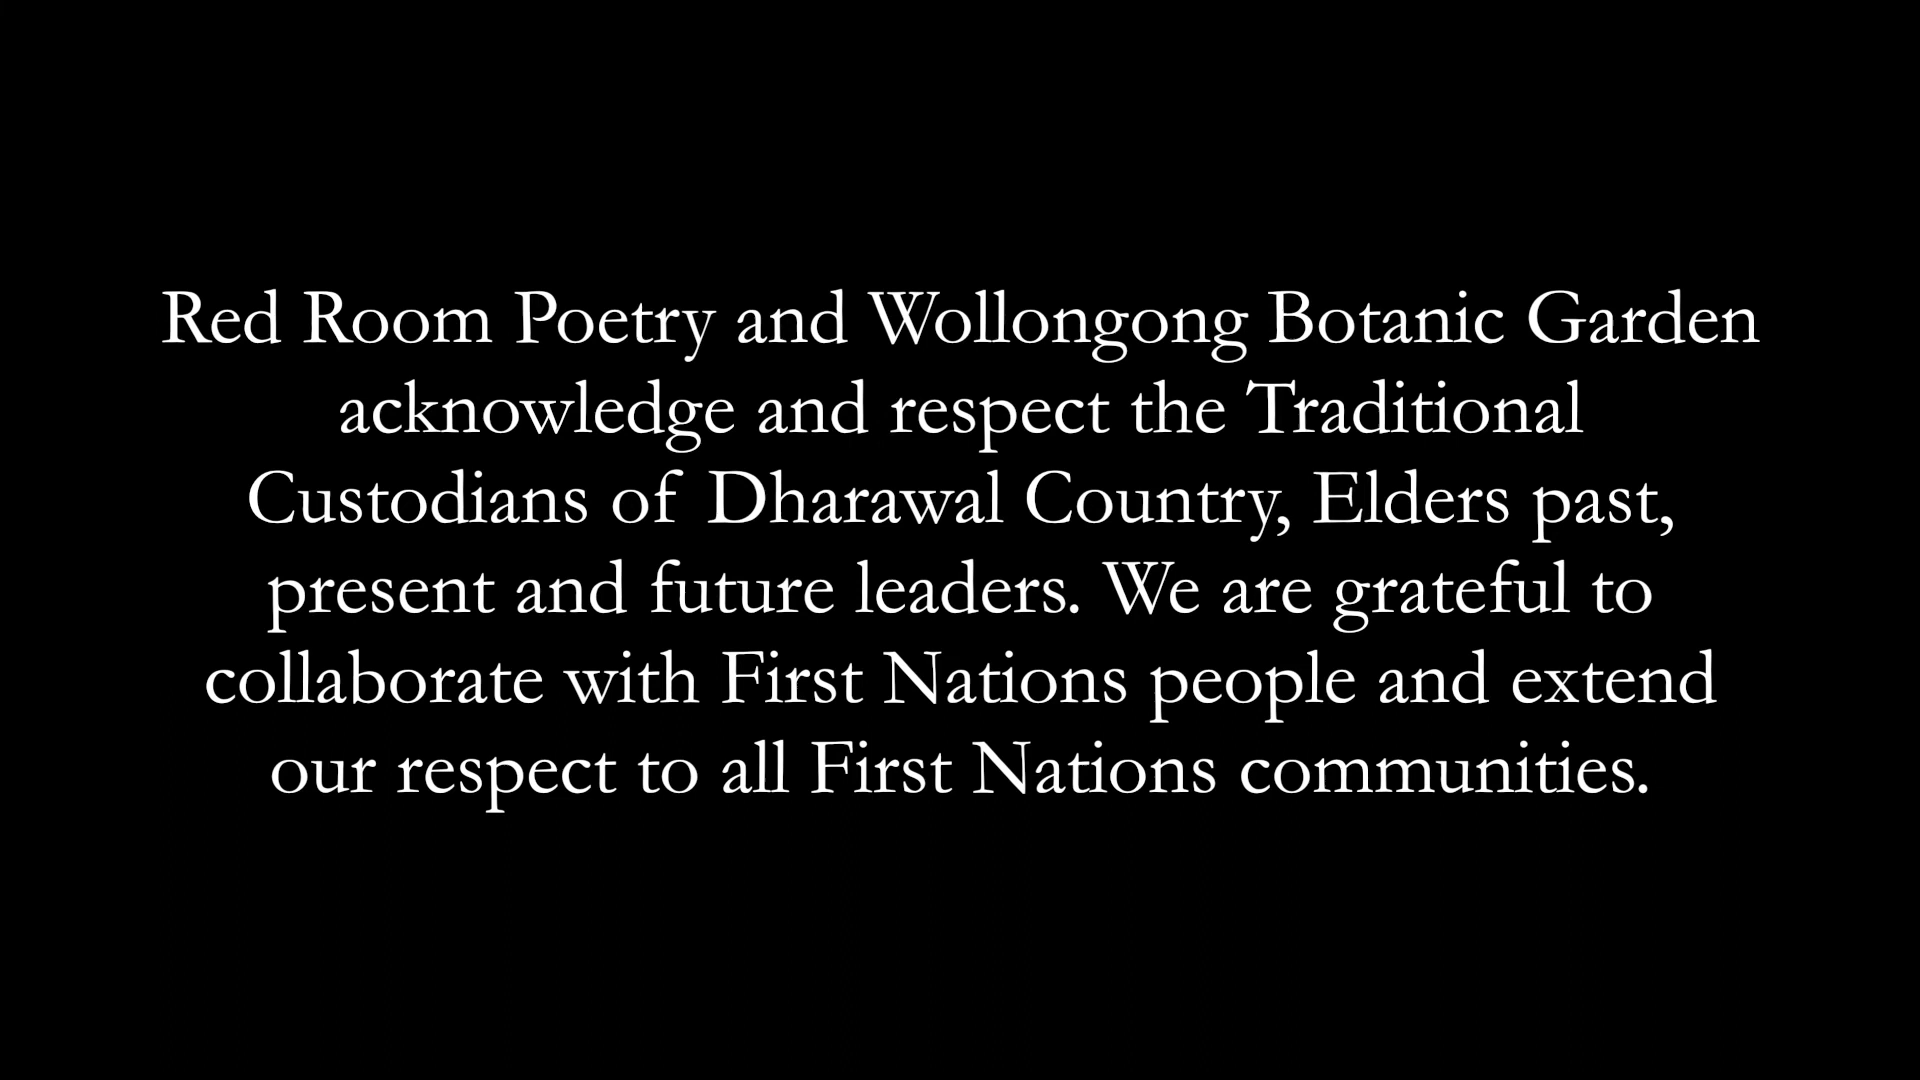 Red Room Poetry and Wollongong Botanic Garden
acknowledge and respect the Traditional
Custodians of Dharawal Country, Elders past,
present and future leaders. We are grateful to
collaborate with First Nations people and extend
our respect to all First Nations communities.